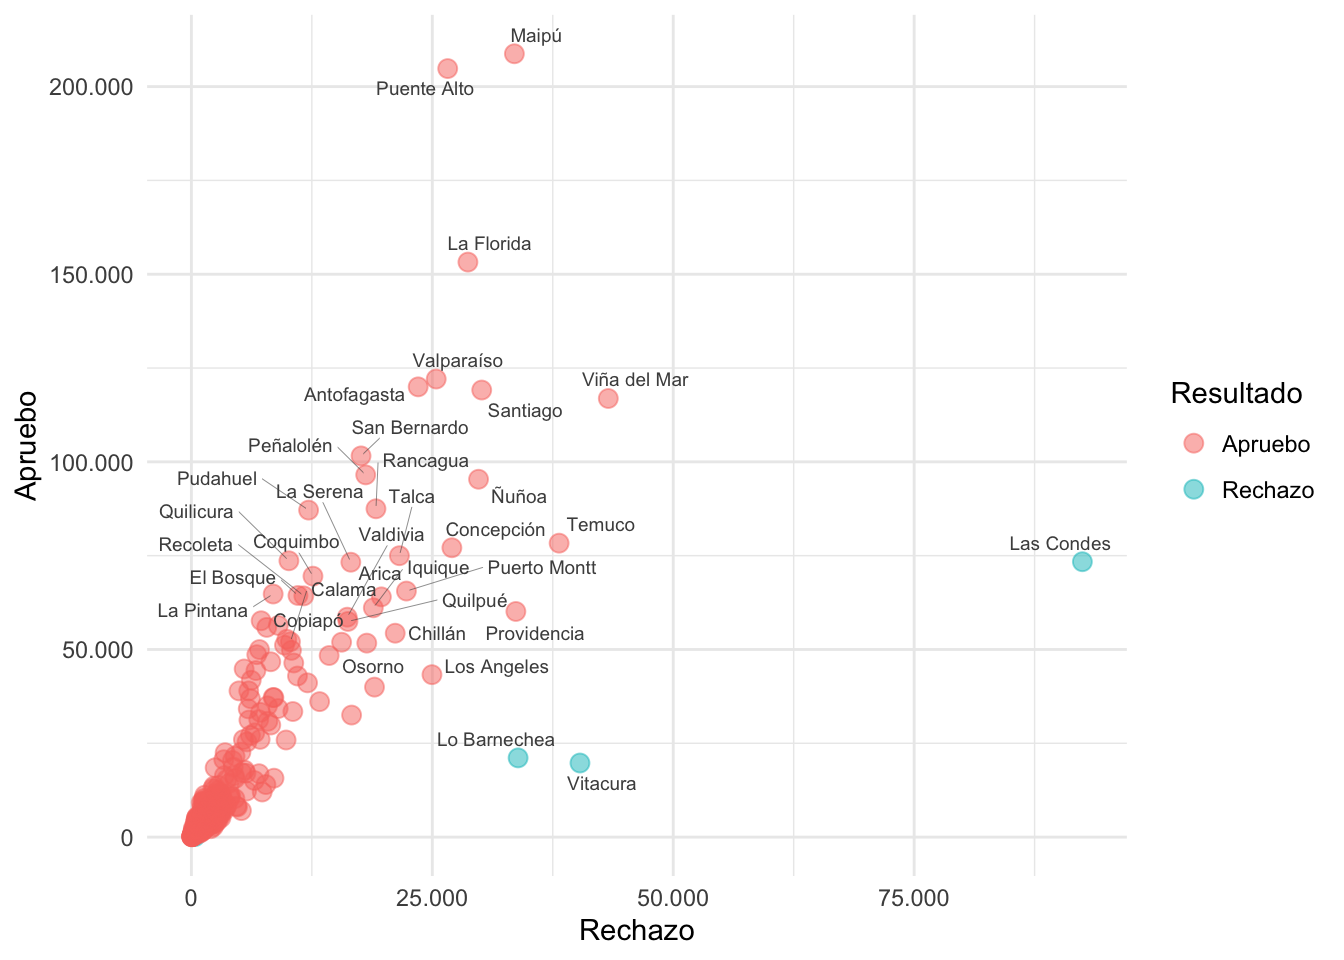 Maipú
200.000
Puente Alto
La Florida
150.000
Valparaíso
Viña del Mar
Antofagasta
Santiago
San Bernardo
Peñalolén
Rancagua
100.000
Pudahuel
La Serena
Talca
Ñuñoa
Quilicura
Temuco
Valdivia
Concepción
Coquimbo
Recoleta
Las Condes
Arica
Iquique
Puerto Montt
El Bosque
Calama
Quilpué
La Pintana
Copiapó
Chillán
Providencia
50.000
Osorno
Los Angeles
Lo Barnechea
Vitacura
0
0
25.000
50.000
75.000
Rechazo
Apruebo
Resultado
Apruebo
Rechazo